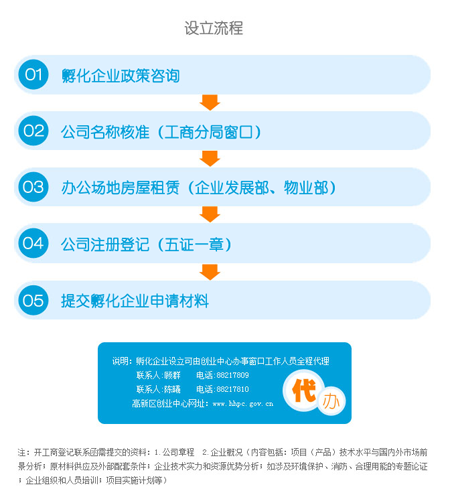 设立流程
01 孵化企业政策咨询
02 公司名称核准（工商分局窗口）
03 办公场地房屋租赁（企业发展部、物业部）
04 公司注册登记（五证一章）
05 提交孵化企业申请材料
说明：孵化企业设立可由创业中心办事窗口工作人员全程代理
联系人:顾群 电话:88217809
联系人:陈曦 电话:88217810
高新区创业中心网址：www.hhpc.gov.cn
代办
注：开工商登记联系函需提交的资料：1.公司章程 2.企业概况（内容包括：项目（产品）技术水平与国内外市场前
景分析；原材料供应及外部配套条件；企业技术实力和资源优势分析；如涉及环境保护、消防、合理用能的专题论证
；企业组织和人员培训；项目实施计划等）